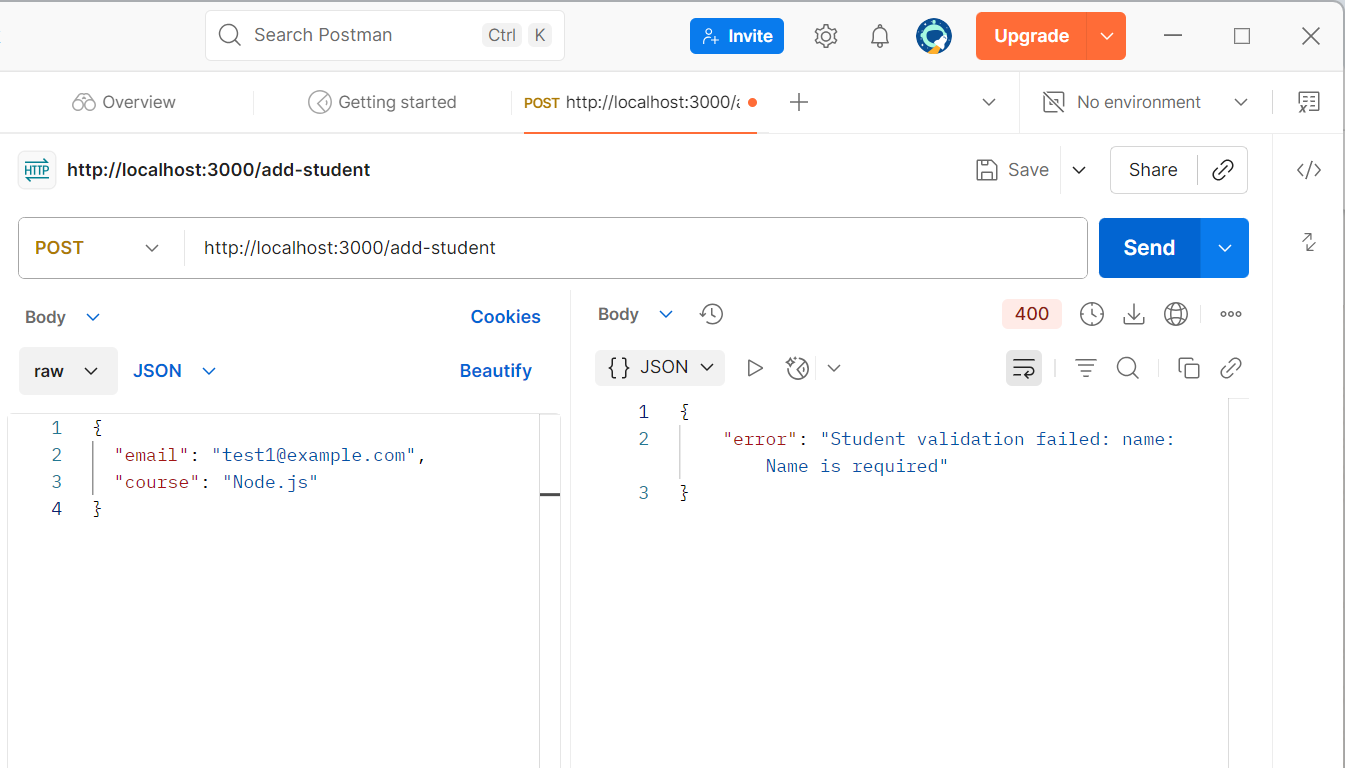 Search Postman Ctrl K Invite Upgrade
Overview Getting started POST http://localhost:3000/a No environment
HTTP http://localhost:3000/add-student Save Share
POST http://localhost:3000/add-student Send
Body Cookies
raw JSON Beautify
1 {
2 "email": "test1@example.com",
3 "course": "Node.js"
4 }
Body 400
{} JSON
1 {
2 "error": "Student validation failed: name:
Name is required"
3 }